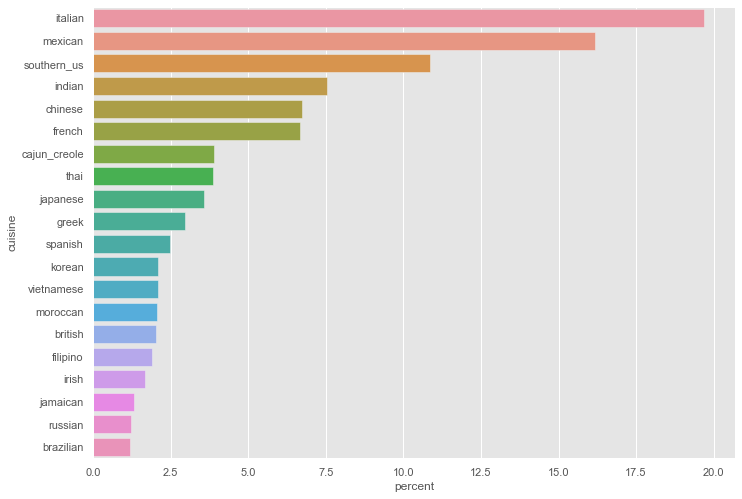 italian
mexican
southern_us
indian
chinese
french
cajun_creole
thai
japanese
greek
spanish
korean
vietnamese
moroccan
british
filipino
irish
jamaican
russian
brazilian
cuisine
0.0 2.5 5.0 7.5 10.0 12.5 15.0 17.5 20.0
percent